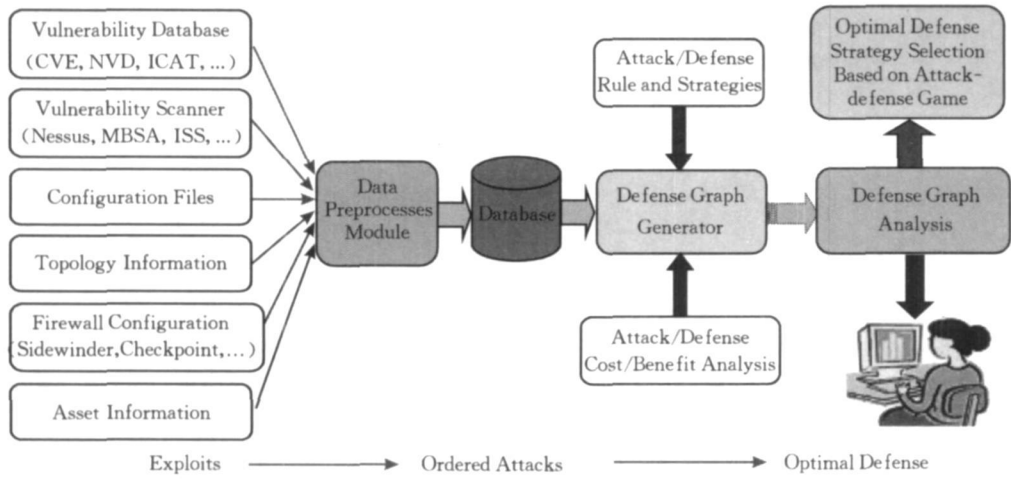 Vulnerability Database
(CVE, NVD, ICAT, ...)
Vulnerability Scanner
(Nessus, MBSA, ISS, ...)
Configuration Files
Topology Information
Firewall Configuration
(Sidewinder,Checkpoint,...)
Asset Information
Data
Preprocesses
Module
Database
Attack/Defense
Rule and Strategies
Defense Graph
Generator
Attack/Defense
Cost/Benefit Analysis
Optimal Defense
Strategy Selection
Based on Attack-
defense Game
Defense Graph
Analysis
Exploits
Ordered Attacks
Optimal Defense